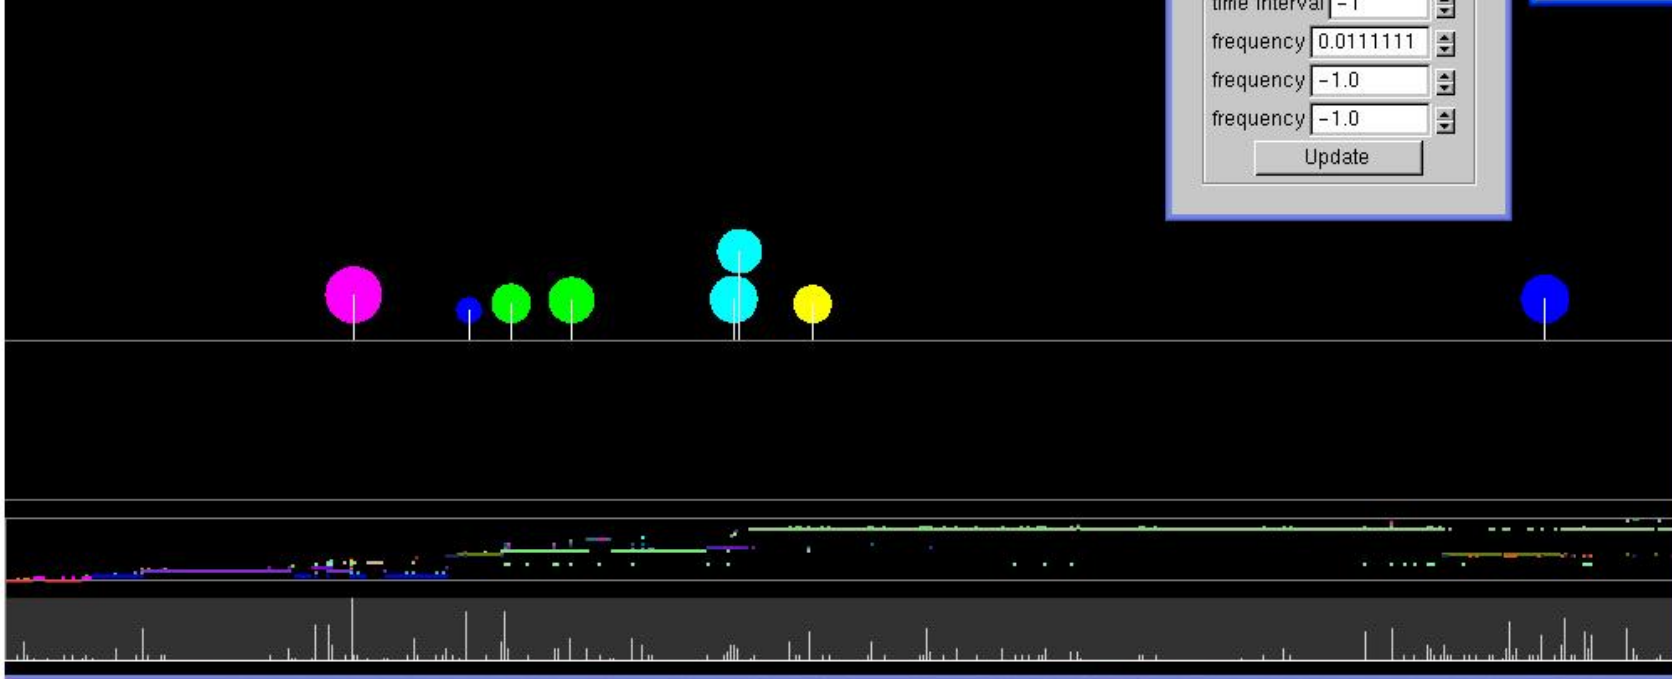 time interval -1
frequency 0.0111111
frequency -1.0
frequency -1.0
Update